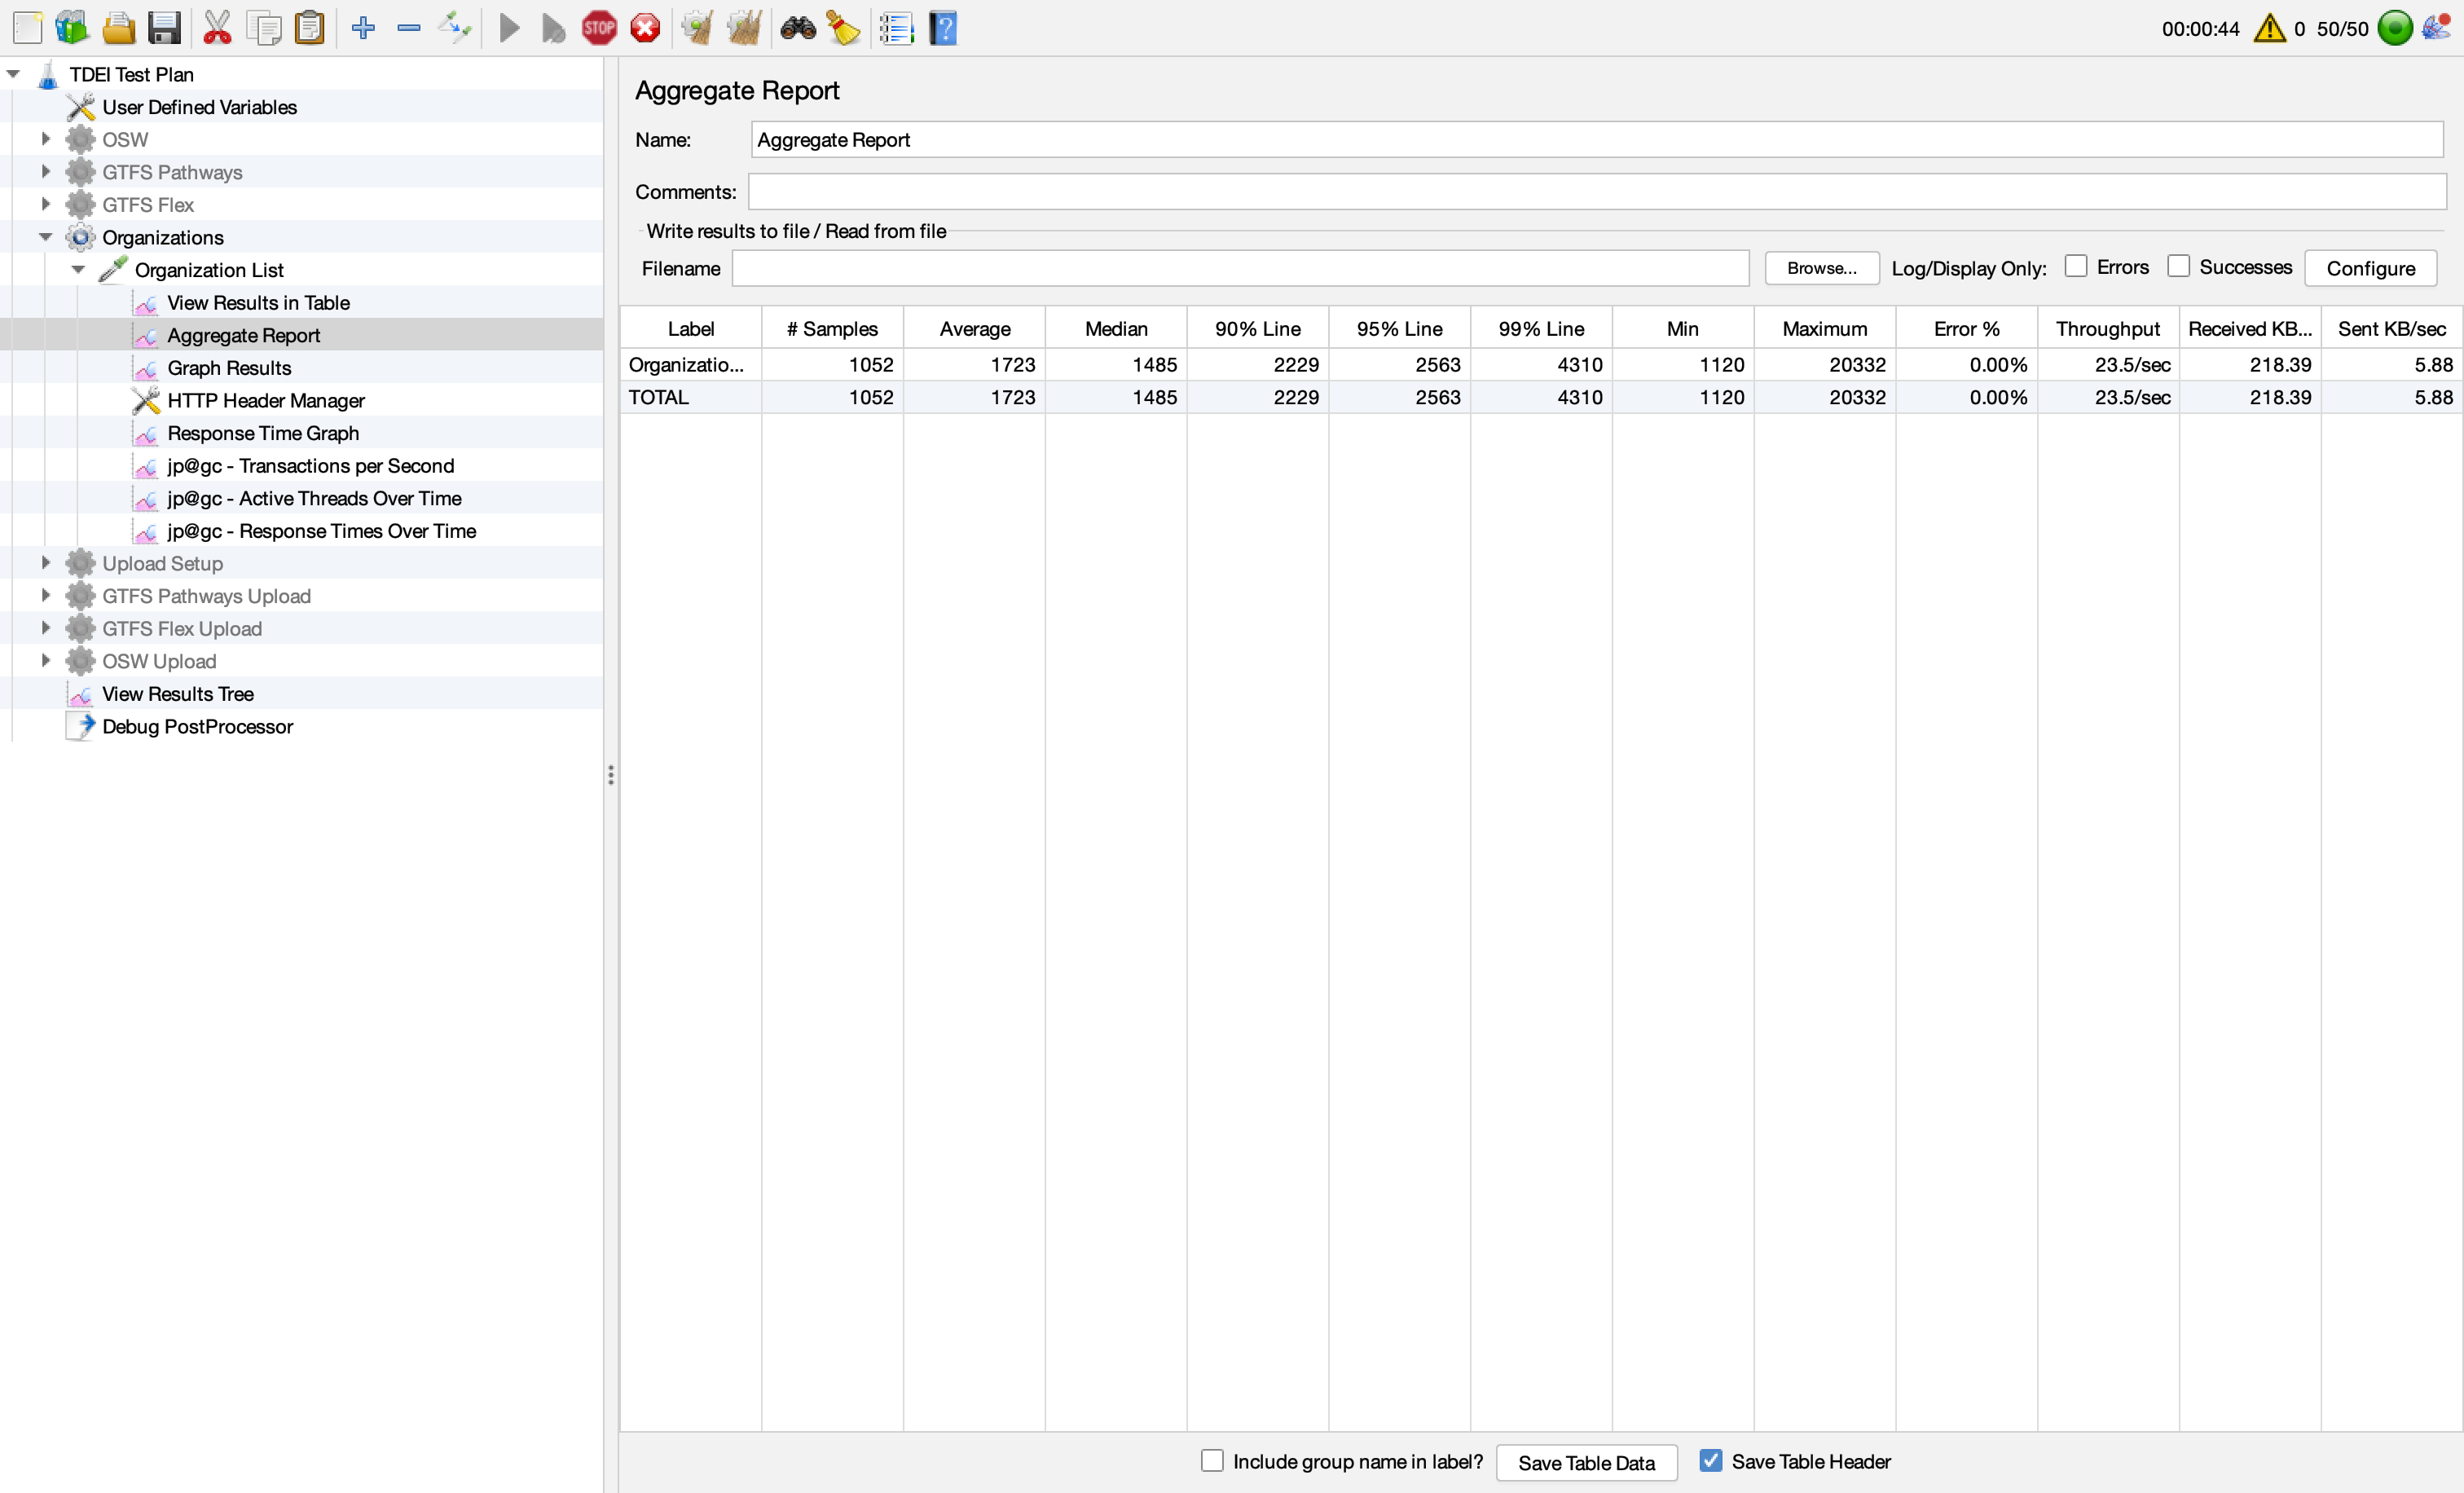 STOP
00:00:44 0 50/50
TDEI Test Plan
User Defined Variables
OSW
GTFS Pathways
GTFS Flex
Organizations
Organization List
View Results in Table
Aggregate Report
Graph Results
HTTP Header Manager
Response Time Graph
jp@gc - Transactions per Second
jp@gc - Active Threads Over Time
jp@gc - Response Times Over Time
Upload Setup
GTFS Pathways Upload
GTFS Flex Upload
OSW Upload
View Results Tree
Debug PostProcessor
Aggregate Report
Name: Aggregate Report
Comments:
Write results to file / Read from file
Filename Browse... Log/Display Only: Errors Successes Configure
Label # Samples Average Median 90% Line 95% Line 99% Line Min Maximum Error % Throughput Received KB... Sent KB/sec
Organizatio... 1052 1723 1485 2229 2563 4310 1120 20332 0.00% 23.5/sec 218.39 5.88
TOTAL 1052 1723 1485 2229 2563 4310 1120 20332 0.00% 23.5/sec 218.39 5.88
Include group name in label? Save Table Data Save Table Header